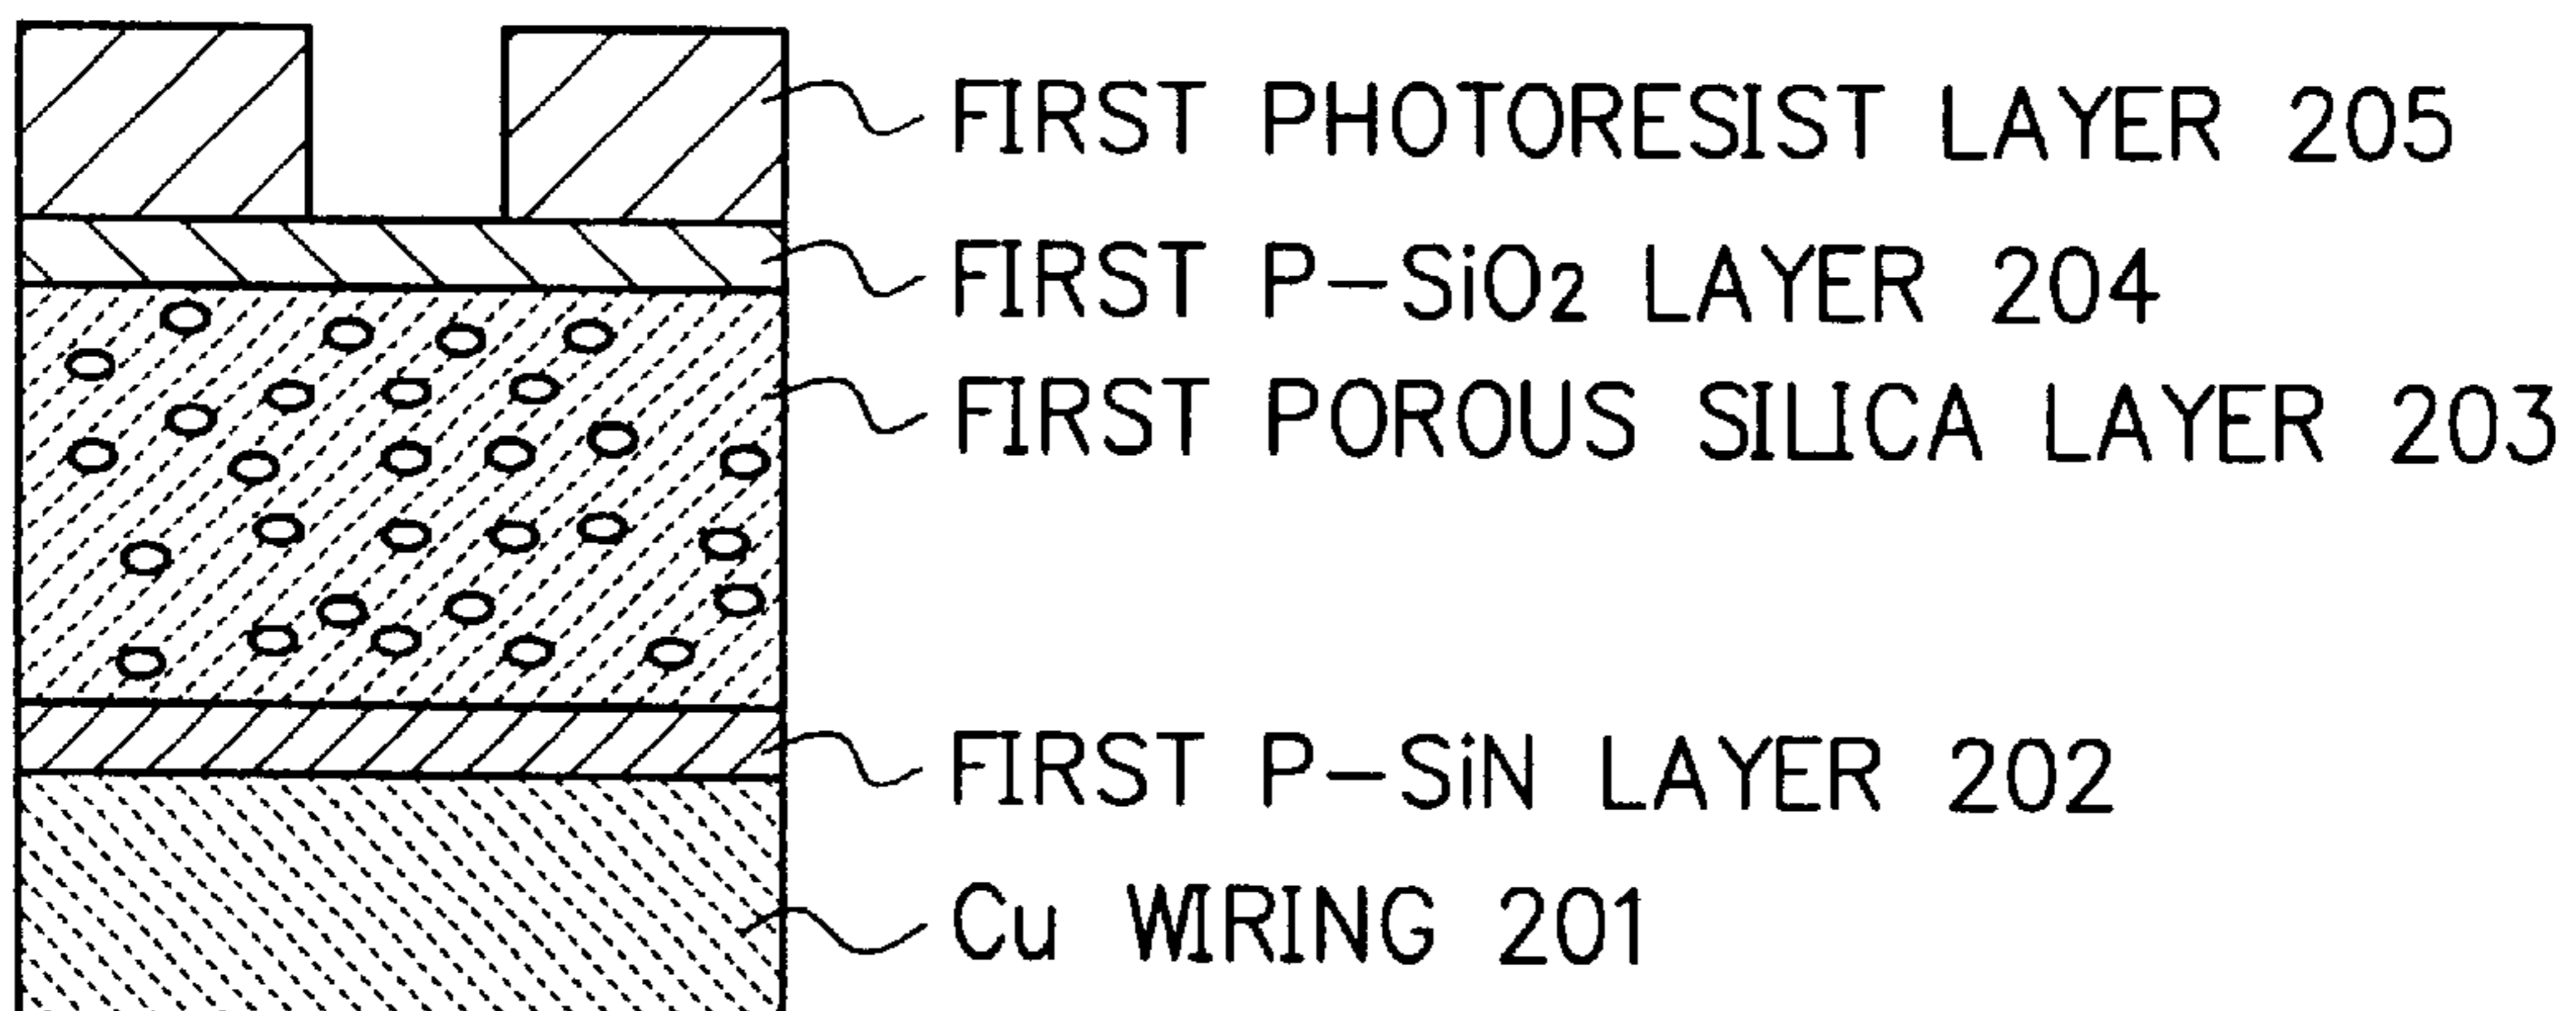 FIRST PHOTORESIST LAYER 205
FIRST P-SiO2 LAYER 204
FIRST POROUS SILICA LAYER 203
FIRST P-SiN LAYER 202
Cu WIRING 201